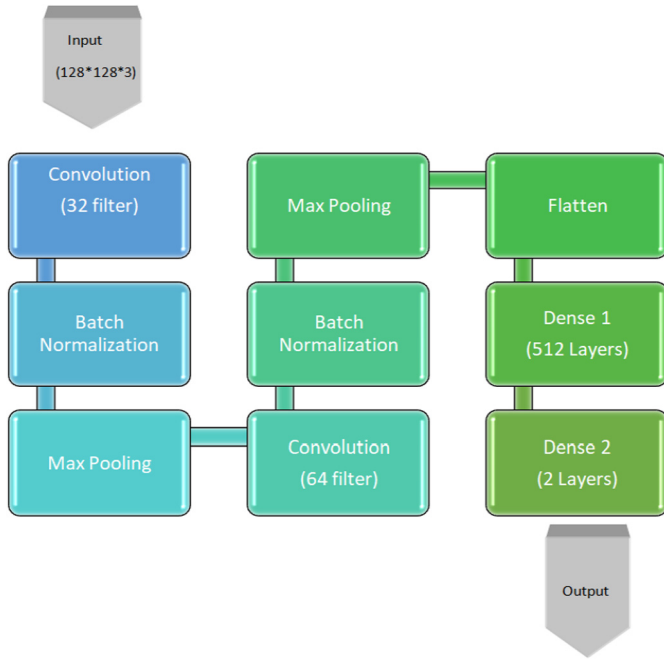 Input
(128*128*3)
Convolution
(32 filter)
Batch
Normalization
Max Pooling
Convolution
(64 filter)
Batch
Normalization
Max Pooling
Flatten
Dense 1
(512 Layers)
Dense 2
(2 Layers)
Output